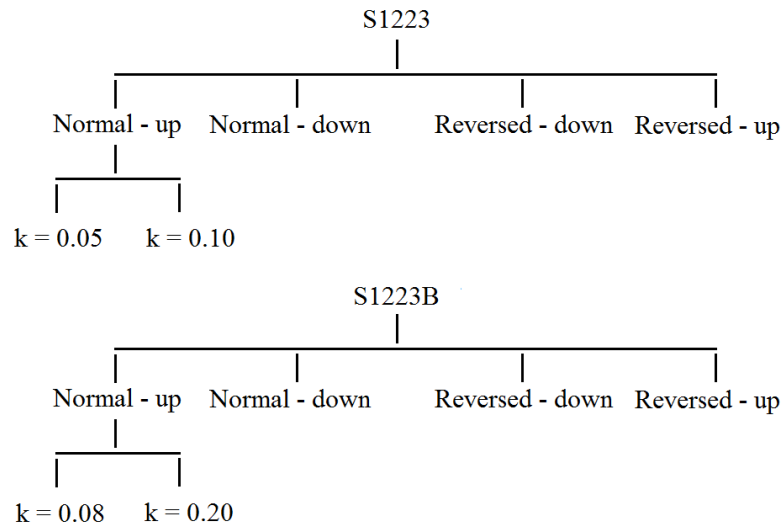 S1223
Normal - up Normal - down Reversed - down Reversed - up
k = 0.05 k = 0.10
S1223B
Normal - up Normal - down Reversed - down Reversed - up
k = 0.08 k = 0.20